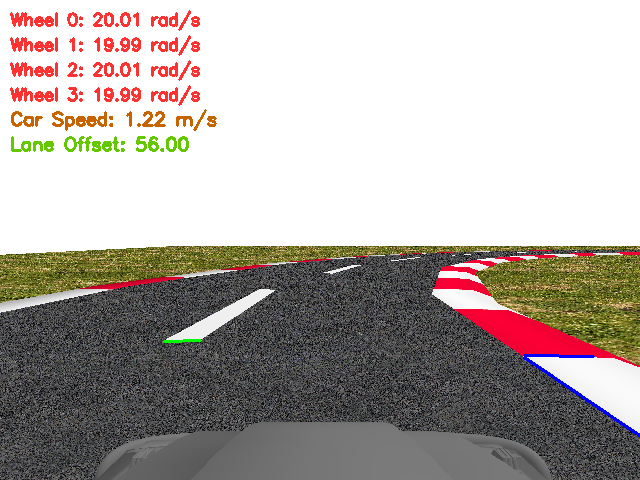 Wheel 0: 20.01 rad/s
Wheel 1: 19.99 rad/s
Wheel 2: 20.01 rad/s
Wheel 3: 19.99 rad/s
Car Speed: 1.22 m/s
Lane Offset: 56.00